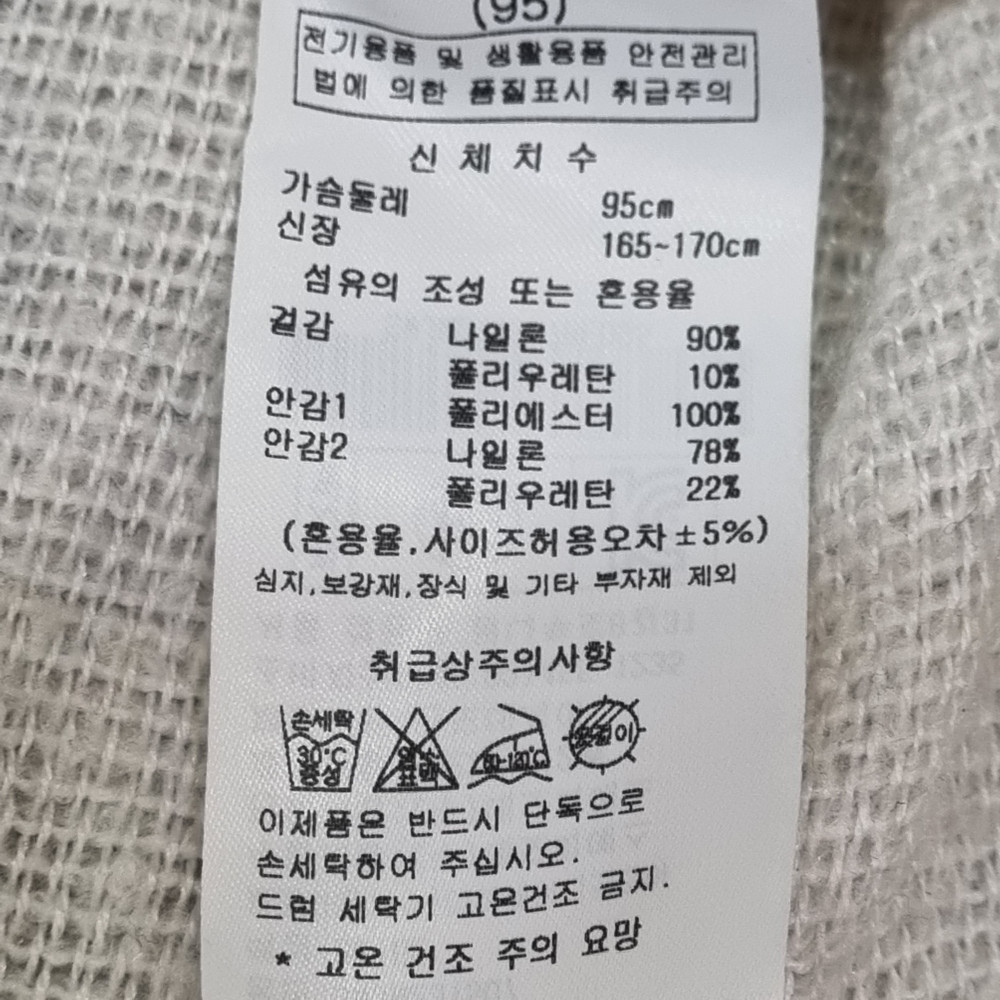 (95)
전기용품 및 생활용품 안전관리
법에 의한 품질표시 취급주의
신 체 치 수
가슴둘레 95cm
신장 165~170cm
섬유의 조성 또는 혼용율
겉감 나일론 90%
폴리우레탄 10%
안감1 폴리에스터 100%
안감2 나일론 78%
폴리우레탄 22%
(혼용율,사이즈허용오차±5%)
심지,보강재,장식 및 기타 부자재 제외
취급상주의사항
손세탁
30°C
중성
염소
표백
옷걸이
이제품은 반드시 단독으로
손세탁하여 주십시오.
드럼 세탁기 고온건조 금지.
* 고온 건조 주의 요망